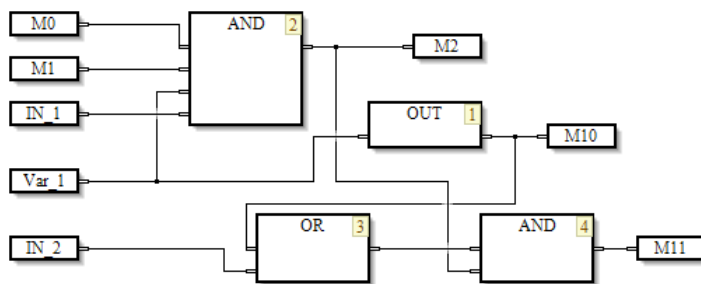 M0
AND
2
M1
M2
IN_1
OUT
1
M10
Var_1
OR
3
AND
4
IN_2
M11